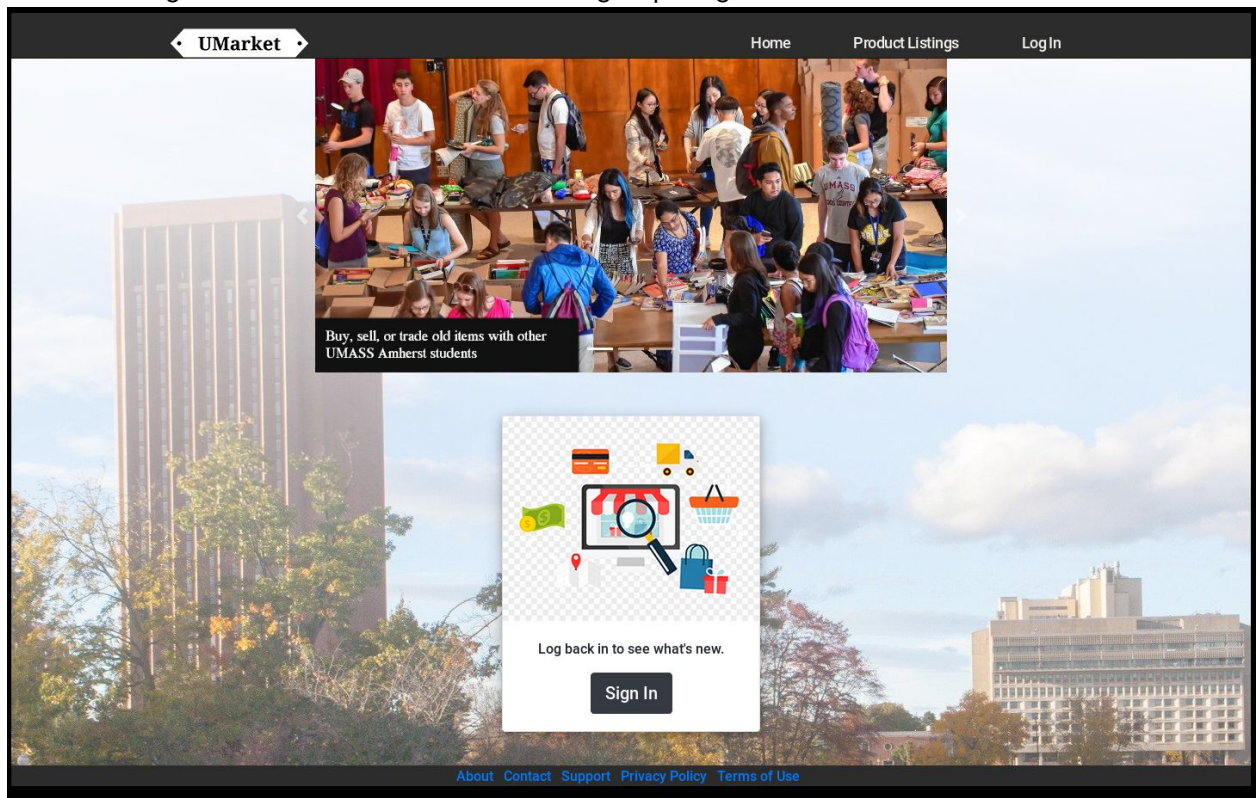 UMarket
Home Product Listings Log In
UMASS
Buy, sell, or trade old items with other
UMASS Amherst students
Log back in to see what's new.
Sign In
About Contact Support Privacy Policy Terms of Use